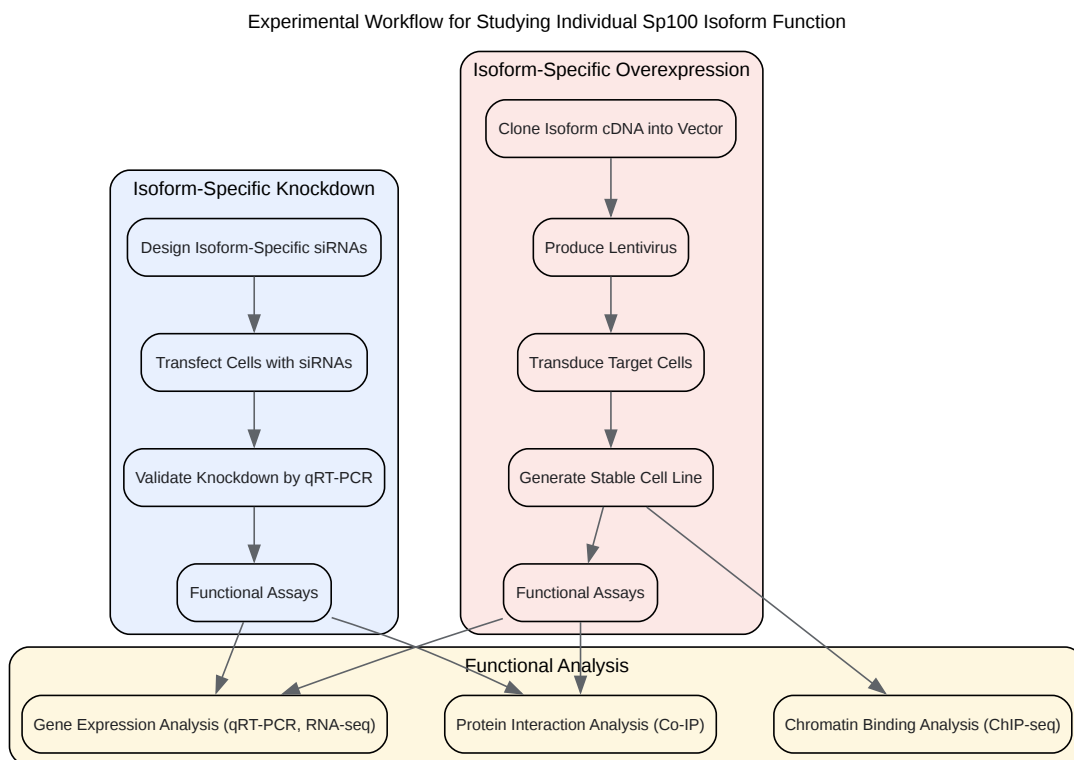 Experimental Workflow for Studying Individual Sp100 Isoform Function
Isoform-Specific Overexpression
Clone Isoform cDNA into Vector
Produce Lentivirus
Transduce Target Cells
Generate Stable Cell Line
Functional Assays
Isoform-Specific Knockdown
Design Isoform-Specific siRNAs
Transfect Cells with siRNAs
Validate Knockdown by qRT-PCR
Functional Assays
Functional Analysis
Gene Expression Analysis (qRT-PCR, RNA-seq)
Protein Interaction Analysis (Co-IP)
Chromatin Binding Analysis (ChIP-seq)